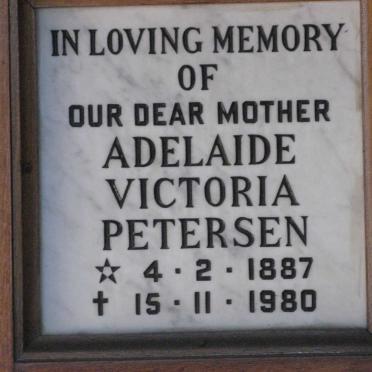 IN LOVING MEMORY
OF
OUR DEAR MOTHER
ADELAIDE
VICTORIA
PETERSEN
☆ 4 · 2 · 1887
✝ 15 · 11 · 1980